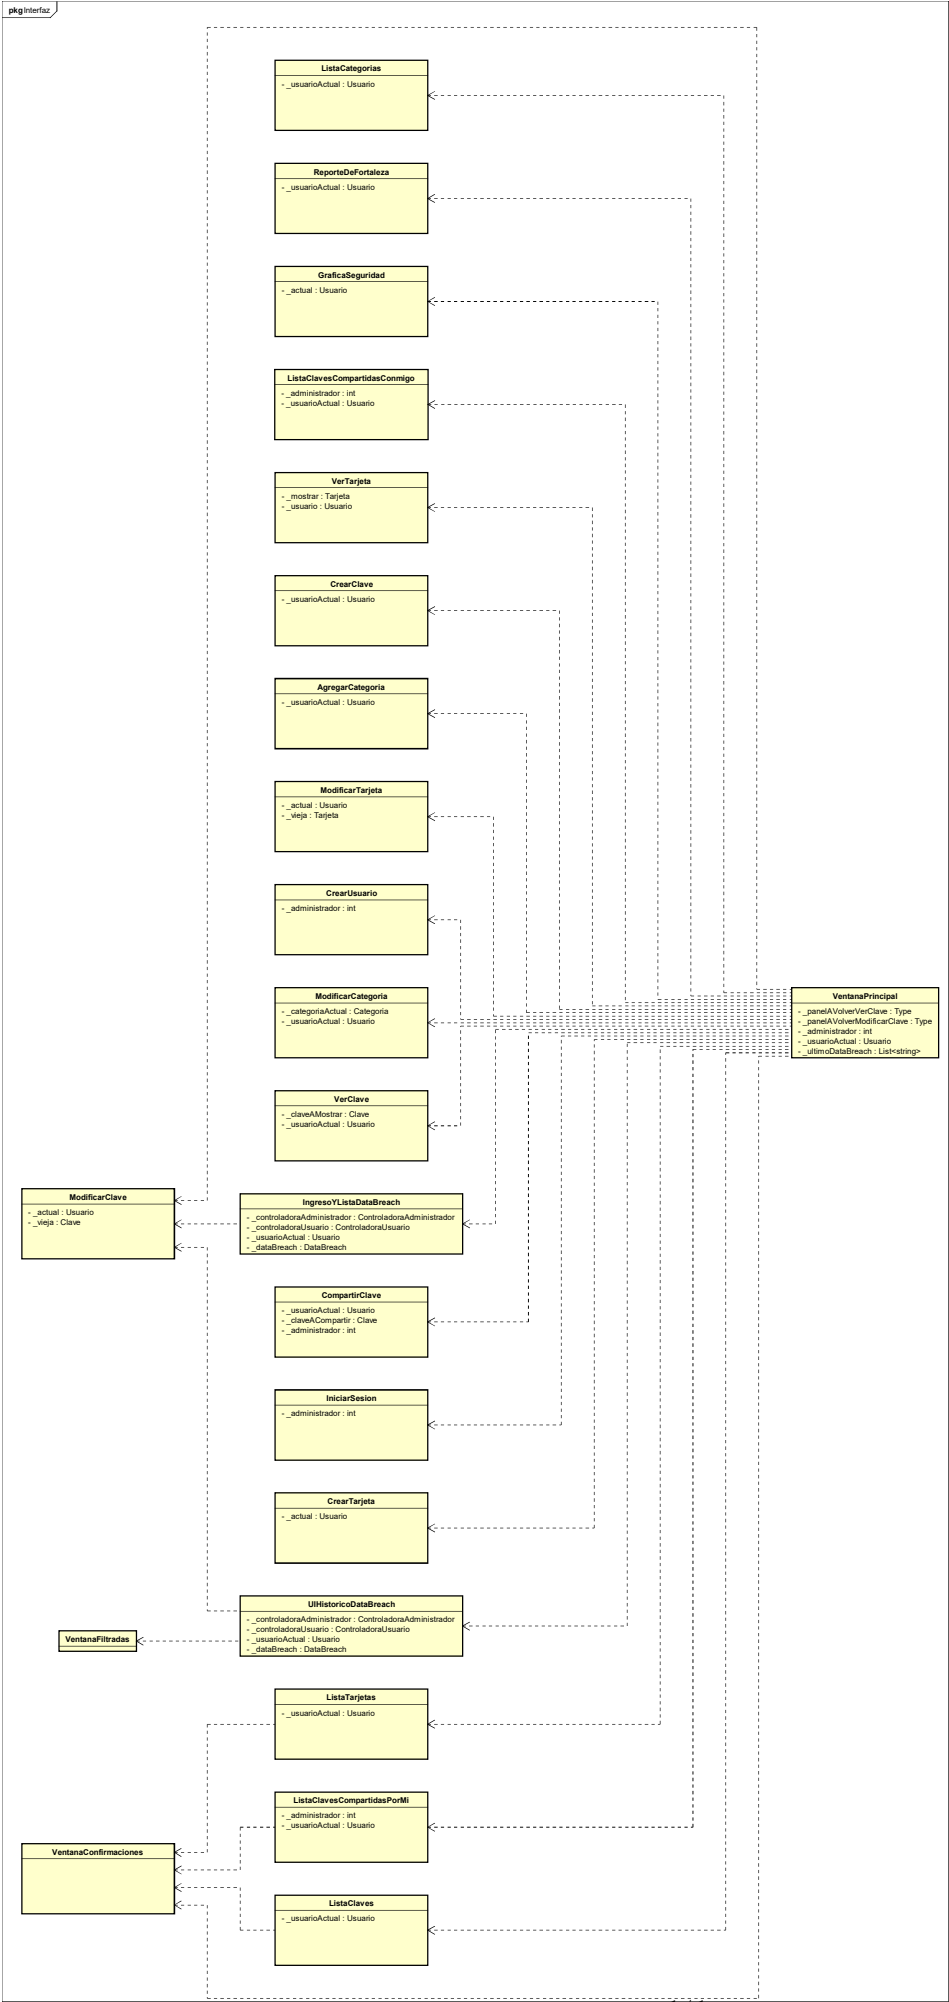 pkg Interfaz
ListaCategorias
- _usuarioActual : Usuario
ReporteDeFortaleza
- _usuarioActual : Usuario
GraficaSeguridad
- _actual : Usuario
ListaClavesCompartidasConmigo
- _administrador : int
- _usuarioActual : Usuario
VerTarjeta
- _mostrar : Tarjeta
- _usuario : Usuario
CrearClave
- _usuarioActual : Usuario
AgregarCategoria
- _usuarioActual : Usuario
ModificarTarjeta
- _actual : Usuario
- _vieja : Tarjeta
CrearUsuario
- _administrador : int
ModificarCategoria
- _categoriaActual : Categoria
- _usuarioActual : Usuario
VentanaPrincipal
- _panelAVolverVerClave : Type
- _panelAVolverModificarClave : Type
- _administrador : int
- _usuarioActual : Usuario
- _ultimoDataBreach : List<string>
VerClave
- _claveAMostrar : Clave
- _usuarioActual : Usuario
ModificarClave
- _actual : Usuario
- _vieja : Clave
IngresoYListaDataBreach
- _controladoraAdministrador : ControladoraAdministrador
- _controladoraUsuario : ControladoraUsuario
- _usuarioActual : Usuario
- _dataBreach : DataBreach
CompartirClave
- _usuarioActual : Usuario
- _claveACompartir : Clave
- _administrador : int
IniciarSesion
- _administrador : int
CrearTarjeta
- _actual : Usuario
UIHistoricoDataBreach
- _controladoraAdministrador : ControladoraAdministrador
- _controladoraUsuario : ControladoraUsuario
- _usuarioActual : Usuario
- _dataBreach : DataBreach
VentanaFiltradas
ListaTarjetas
- _usuarioActual : Usuario
ListaClavesCompartidasPorMi
- _administrador : int
- _usuarioActual : Usuario
VentanaConfirmaciones
ListaClaves
- _usuarioActual : Usuario